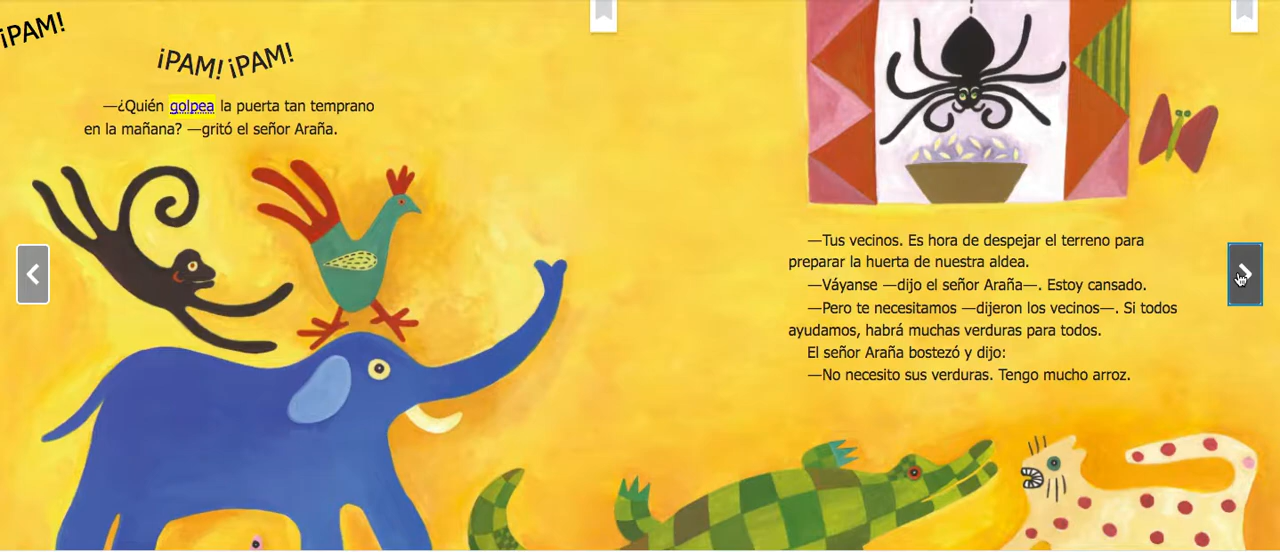 ¡PAM!
¡PAM! ¡PAM!
—¿Quién golpea la puerta tan temprano
en la mañana? —gritó el señor Araña.
—Tus vecinos. Es hora de despejar el terreno para
preparar la huerta de nuestra aldea.
—Váyanse —dijo el señor Araña—. Estoy cansado.
—Pero te necesitamos —dijeron los vecinos—. Si todos
ayudamos, habrá muchas verduras para todos.
El señor Araña bostezó y dijo:
—No necesito sus verduras. Tengo mucho arroz.